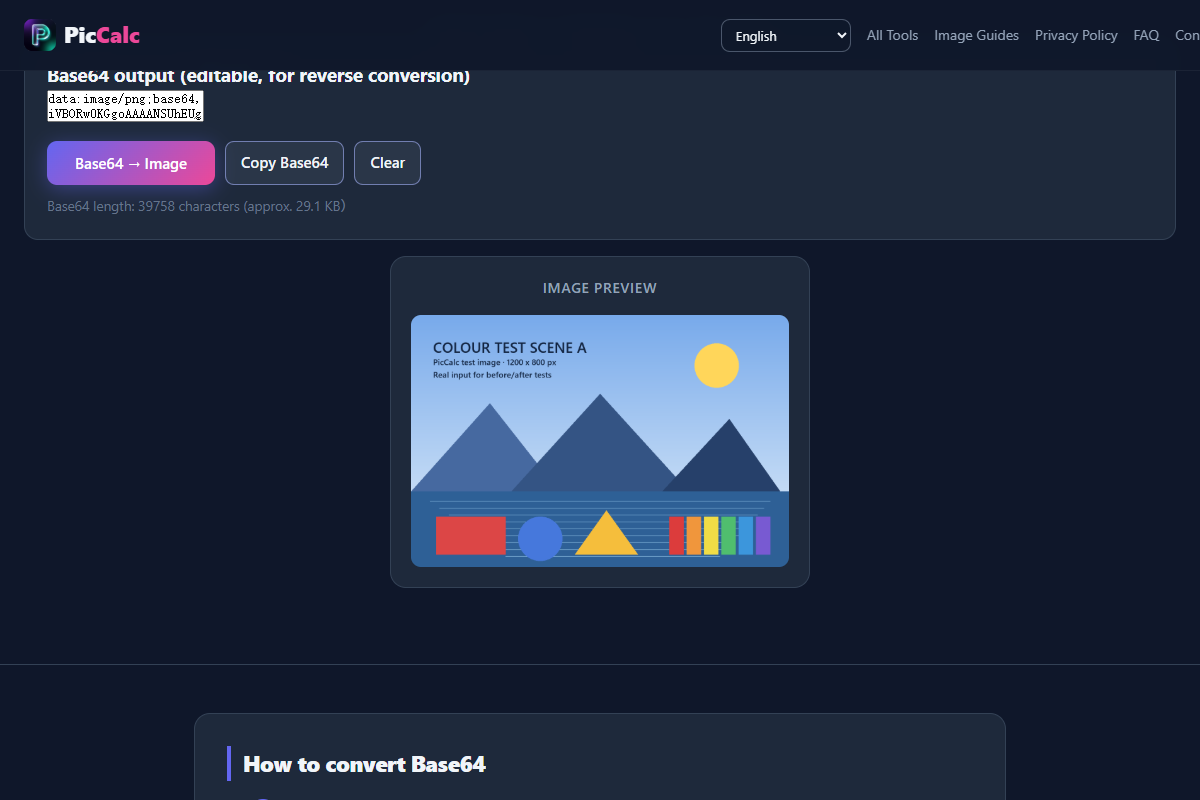 PicCalc
English
All Tools
Image Guides
Privacy Policy
FAQ
Con
Base64 output (editable, for reverse conversion)
data:image/png;base64,
iVBORw0KGgoAAAANSUhEUg
Base64 → Image
Copy Base64
Clear
Base64 length: 39758 characters (approx. 29.1 KB)
IMAGE PREVIEW
COLOUR TEST SCENE A
PicCalc test image · 1200 x 800 px
Real input for before/after tests
How to convert Base64